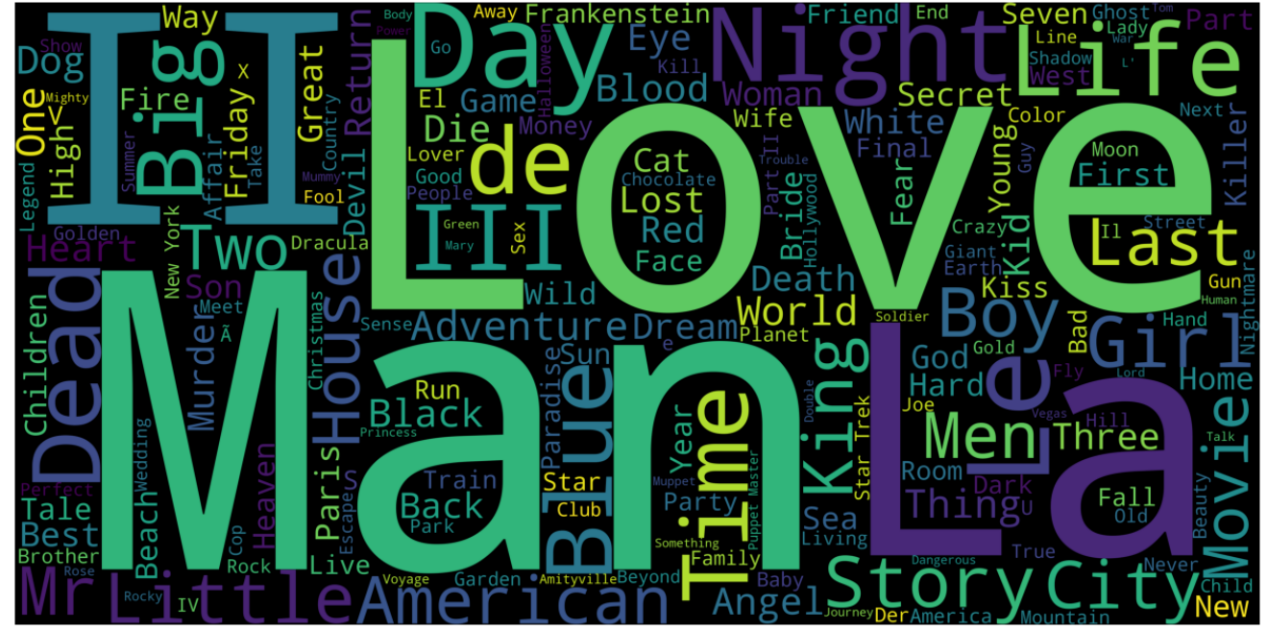 II
Love
Man
La
Day
Night
Life
Big
Way
Frankenstein
Away
Body
Power
Go
Eye
Kill
Friend
End
Seven
Ghost
Tom
Lady
Line
War
Shadow
West
L'
Part
Show
Dog
Mighty
One
High
Fire
Friday
X
Great
Return
Country
Take
Summer
Affair
Mummy
Fool
Devil
Legend
El
Game
Halloween
Blood
Woman
Die
Money
de
Wife
Secret
White
Final
Color
Young
Guy
Next
Killer
Lover
Good
People
III
Green
Mary
Sex
Cat
Chocolate
Lost
Red
Face
Trouble
Part II
Bride
Hollywood
Fear
Moon
First
Crazy
Kid
Street
Il
Last
Giant
Earth
Kiss
Gun
Human
Nightmare
Golden
Heart
New York
Two
Dracula
Son
Meet
Ã
Murder
Christmas
House
Wild
Death
World
Planet
Soldier
Boy
Bad
Hand
Girl
Sense
Adventure
Dream
e
Children
Dead
Sun
Paradise
Blue
Run
Black
Princess
Train
Back
Park
Year
Time
Muppet
Puppet Master
Party
Something
Family
Double
King
Star Trek
God
Gold
Hard
Joe
Le
Fly
Lord
Home
Vegas
Hill
Men
Three
Talk
Movie
Room
Dark
Thing
U
Fall
Old
Beauty
Perfect
Tale
Best
Brother
Wedding
Beach
Cop
Heaven
Paris
S
Escape
Star
Club
Sea
Living
Dangerous
True
Never
Child
Rose
Rocky
Mr
Little
IV
Rock
Live
Voyage
American
Garden
Amityville
Beyond
Baby
Angel
Story
Journey
Der
America
City
Mountain
New